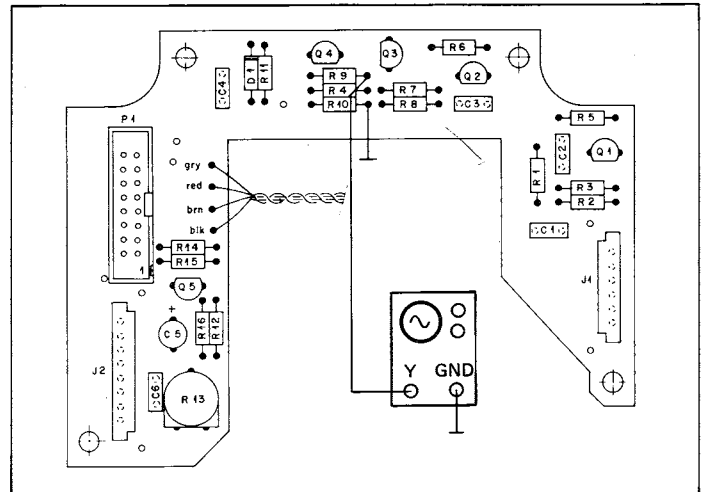 Q4
Q3
R6
D1
R11
C4
R9
R4
R10
R7
R8
Q2
C3
P1
R5
C2
Q1
R1
R3
R2
C1
gry
red
brn
blk
R14
R15
1
Q5
+
C5
R16
R12
J1
J2
C6
R13
Y GND